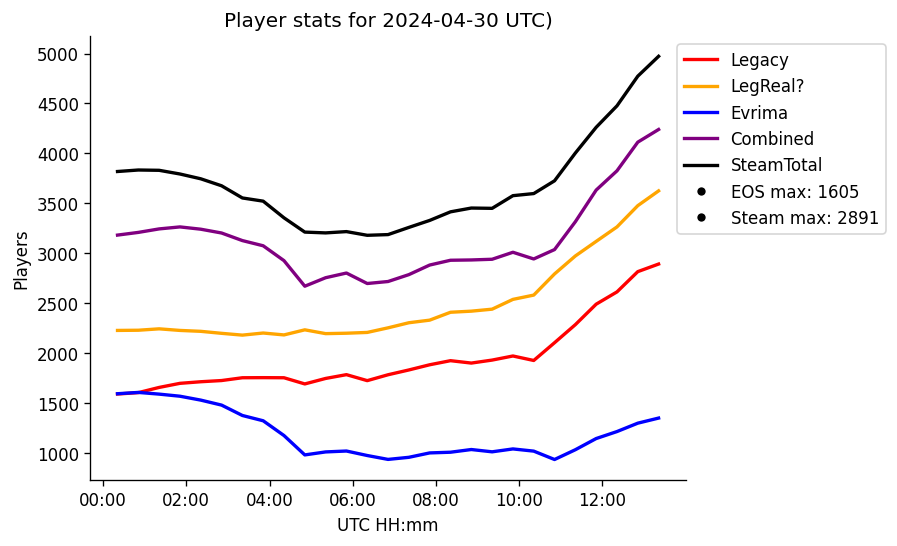 Player stats for 2024-04-30 UTC)
Players
5000
4500
4000
3500
3000
2500
2000
1500
1000
00:00 02:00 04:00 06:00 08:00 10:00 12:00
UTC HH:mm
Legacy
LegReal?
Evrima
Combined
SteamTotal
EOS max: 1605
Steam max: 2891